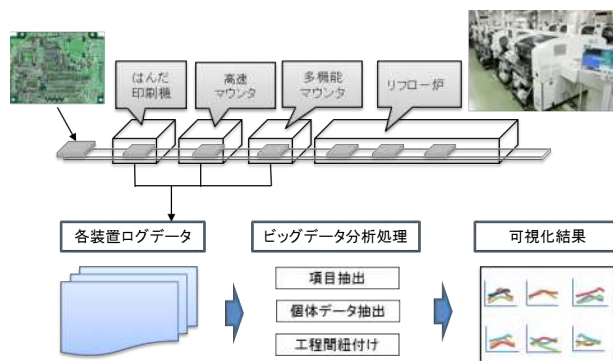 はんだ
印刷機
高速
マウンタ
多機能
マウンタ
リフロー炉
各装置ログデータ
ビッグデータ分析処理
可視化結果
項目抽出
個体データ抽出
工程間紐付け